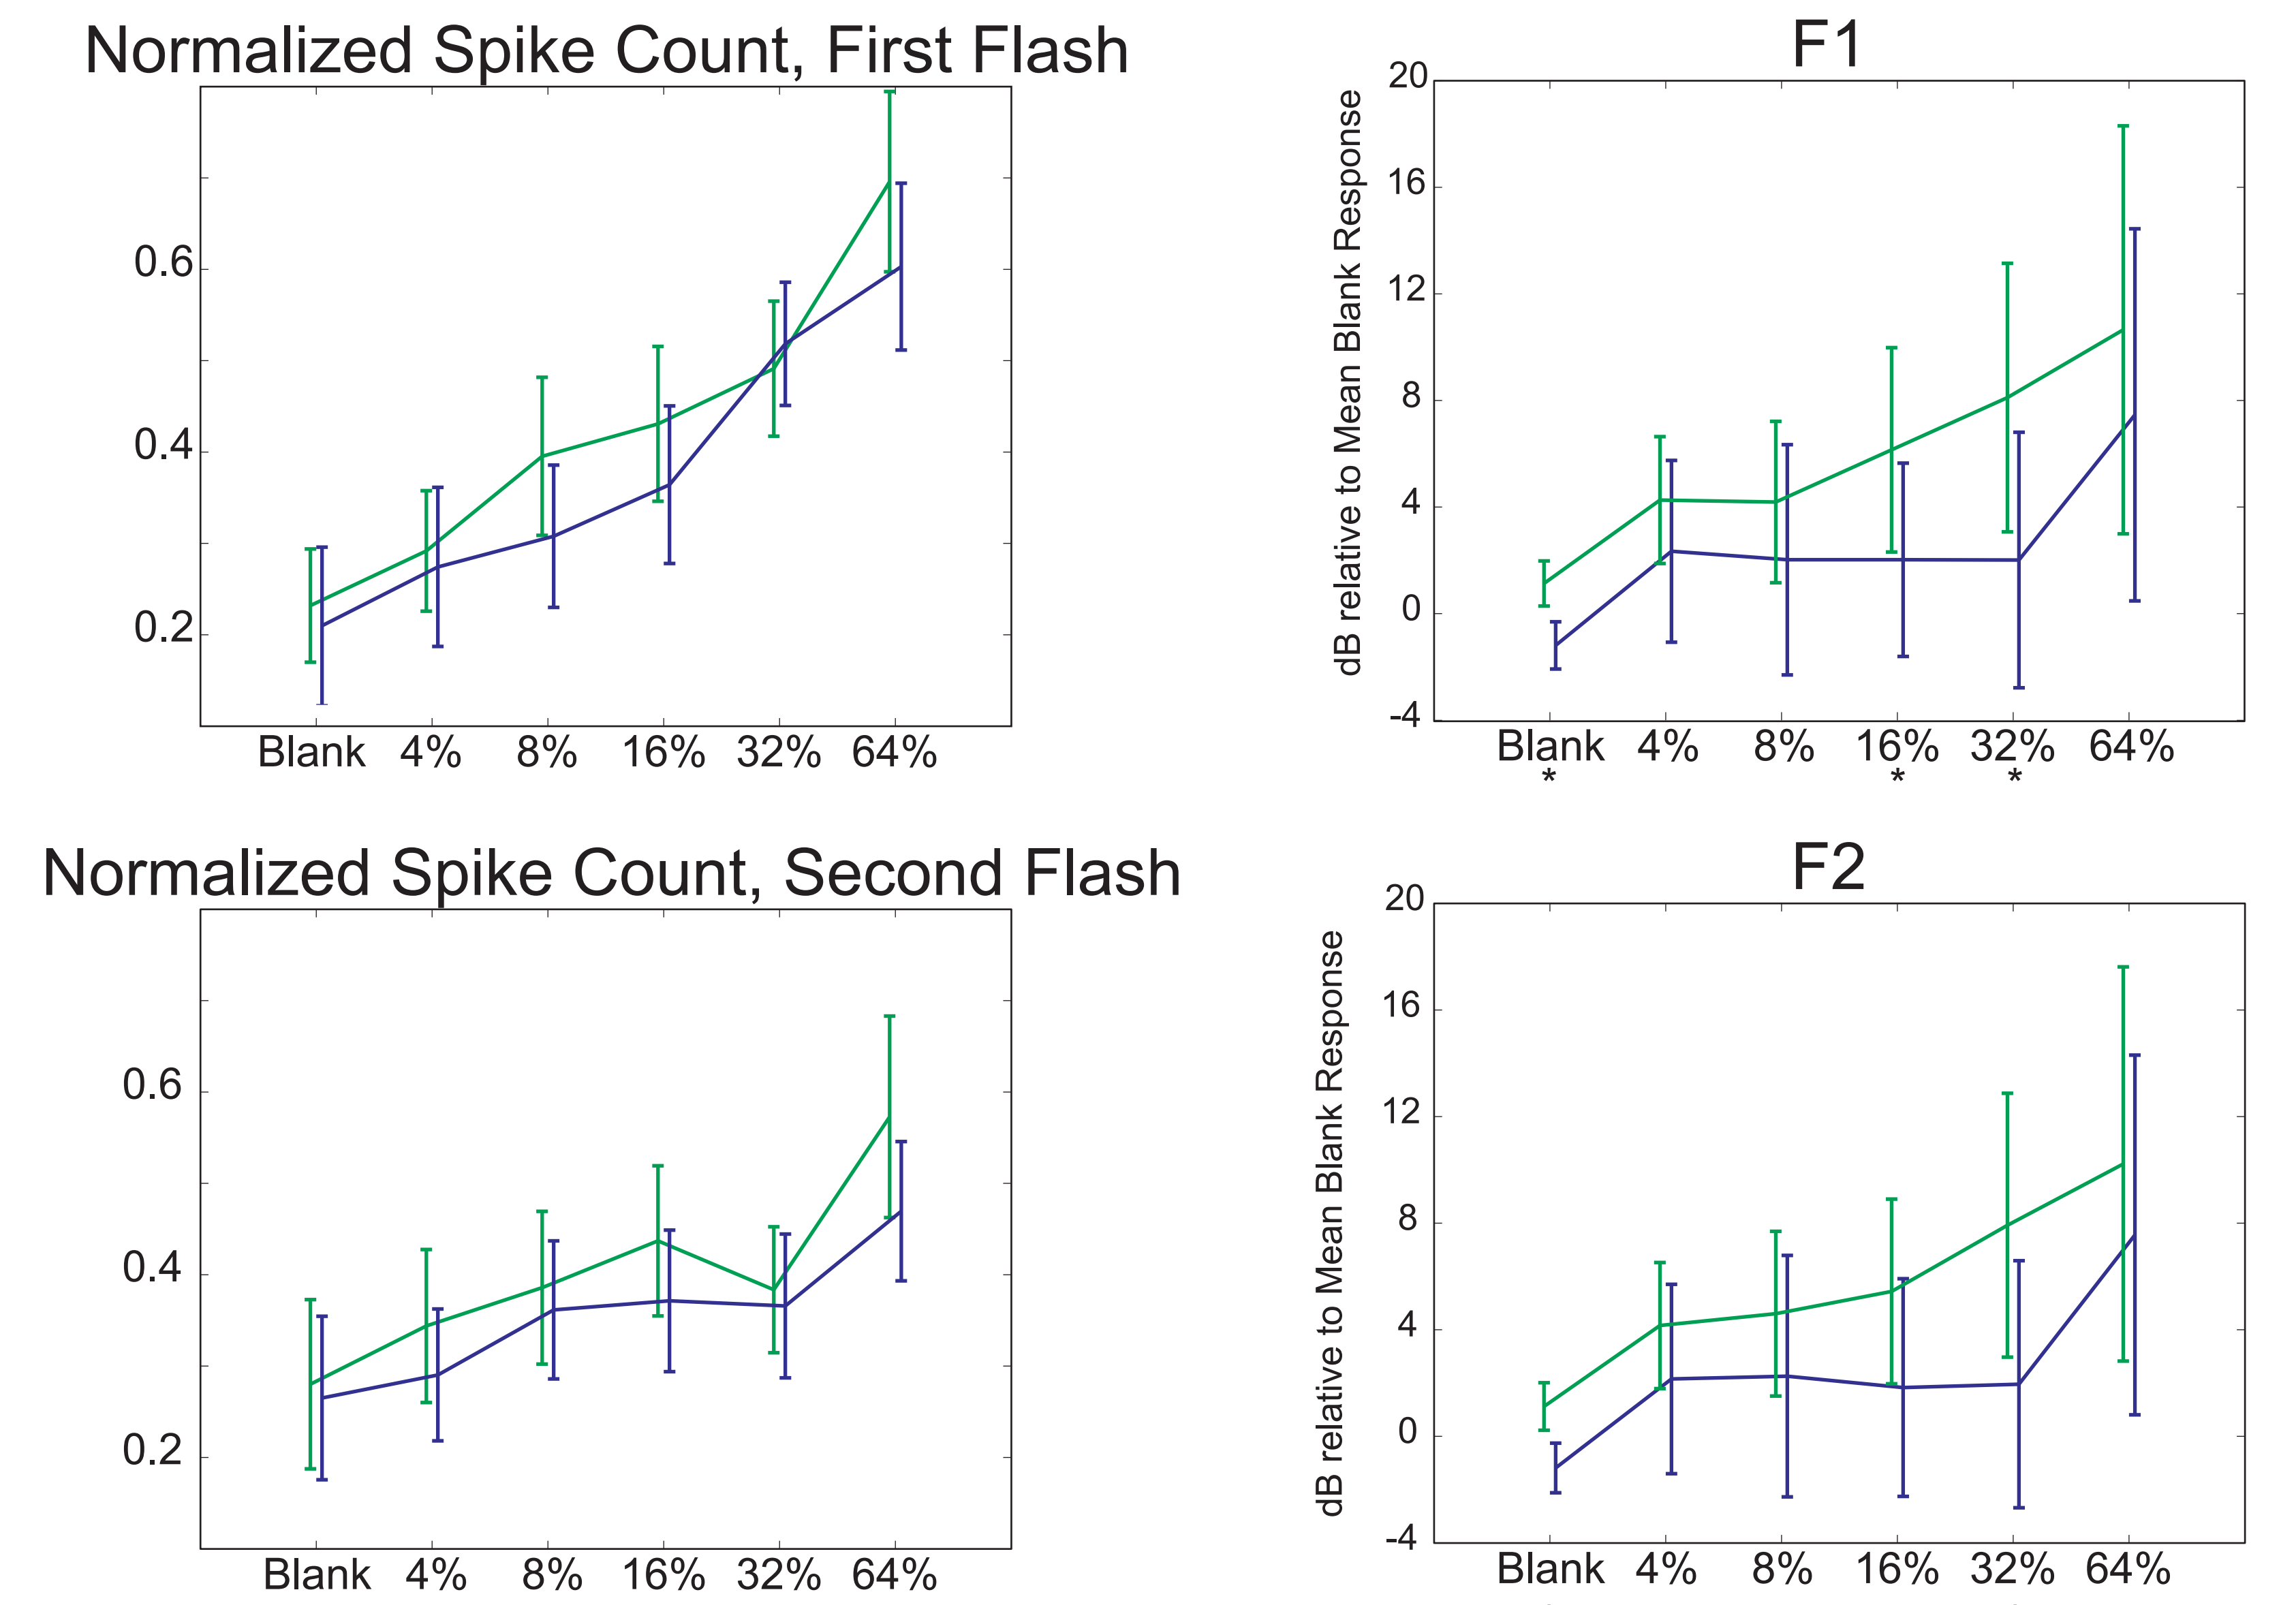 Normalized Spike Count, First Flash
0.6
0.4
0.2
Blank 4% 8% 16% 32% 64%
F1
dB relative to Mean Blank Response
20
16
12
8
4
0
-4
Blank 4% 8% 16% 32% 64%
* * *
Normalized Spike Count, Second Flash
0.6
0.4
0.2
Blank 4% 8% 16% 32% 64%
F2
dB relative to Mean Blank Response
20
16
12
8
4
0
-4
Blank 4% 8% 16% 32% 64%